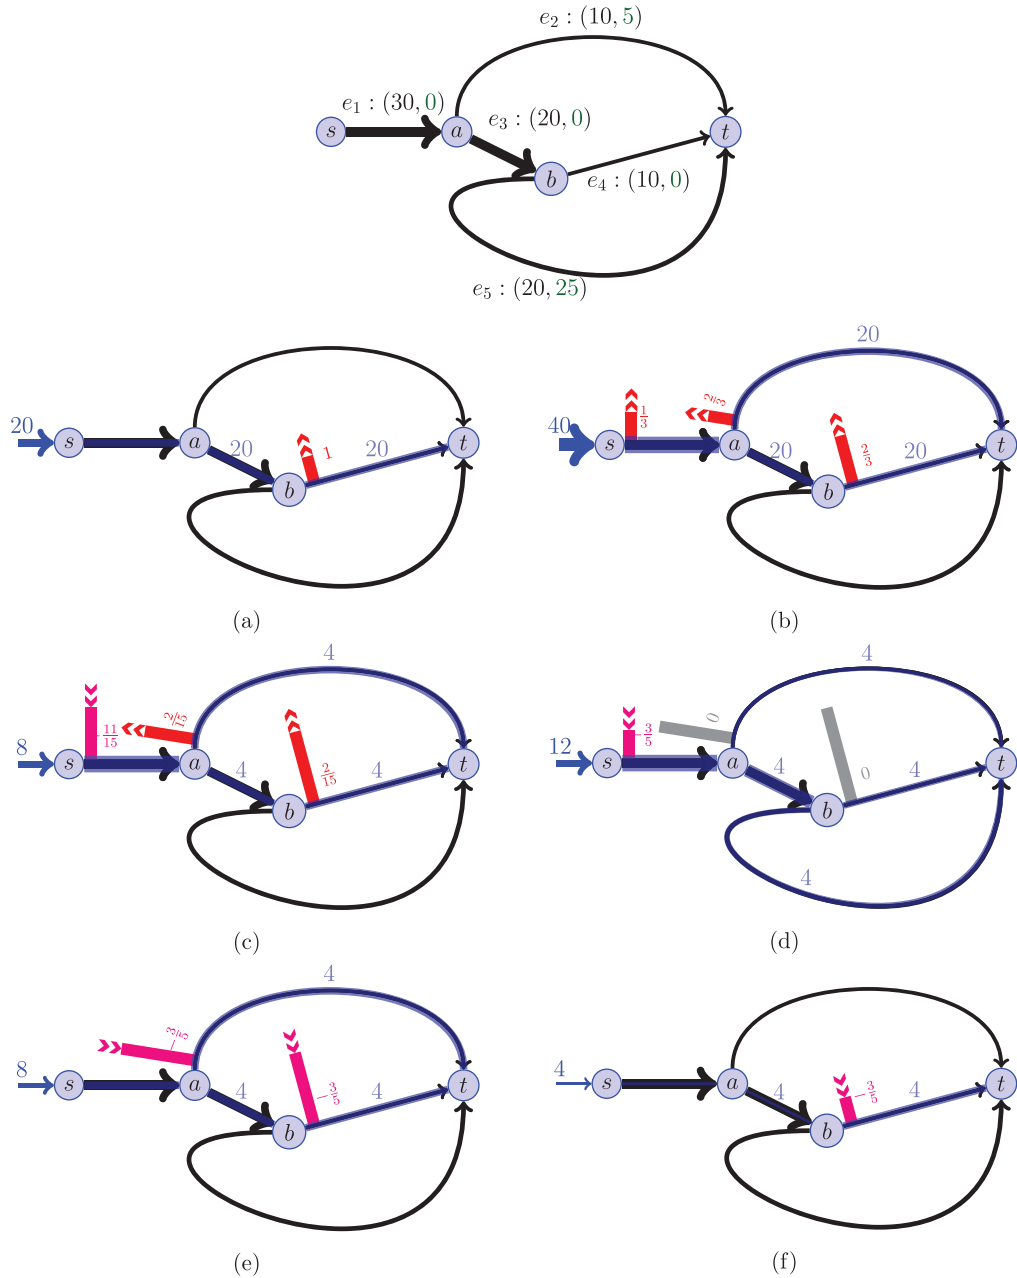 e₂ : (10, 5)
e₁ : (30, 0)
e₃ : (20, 0)
s
a
t
b
e₄ : (10, 0)
e₅ : (20, 25)
20
s
a
20
1
20
t
b
(a)
20
40
s
1/3
2/3
a
20
2/3
20
t
b
(b)
4
8
s
-11/15
2/15
a
4
2/15
4
t
b
(c)
4
12
s
-3/5
0
a
4
0
4
t
b
4
(d)
4
8
s
-3/5
a
4
-3/5
4
t
b
(e)
4
s
a
4
-3/5
4
t
b
(f)